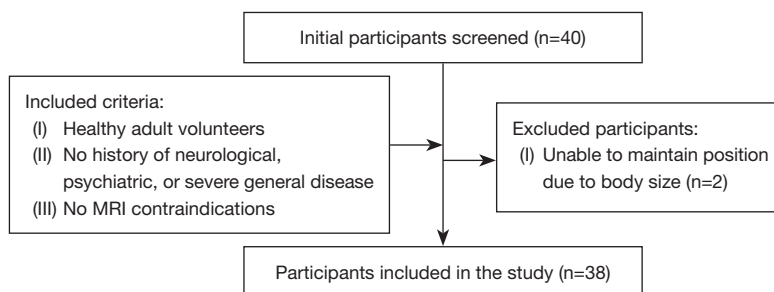 Initial participants screened (n=40)
Included criteria:
(I) Healthy adult volunteers
(II) No history of neurological,
psychiatric, or severe general disease
(III) No MRI contraindications
Excluded participants:
(I) Unable to maintain position
due to body size (n=2)
Participants included in the study (n=38)